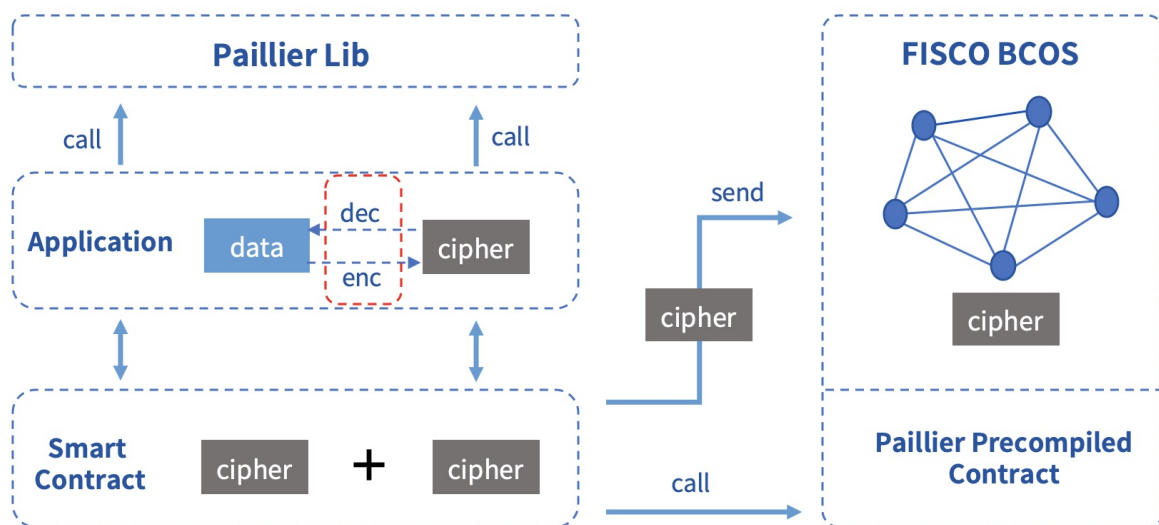 Paillier Lib
call
call
Application
data
dec
enc
cipher
Smart
Contract
cipher
+
cipher
send
cipher
call
FISCO BCOS
cipher
Paillier Precompiled
Contract